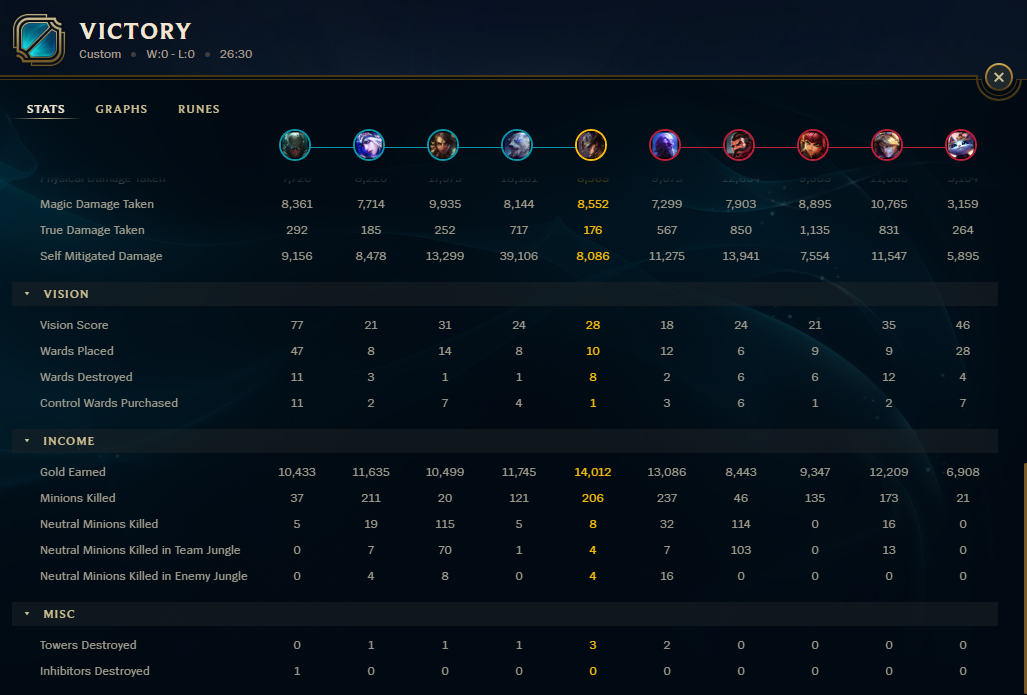 VICTORY
Custom • W:0 - L:0 • 26:30
STATS GRAPHS RUNES
Physical Damage Taken
Magic Damage Taken 8,361 7,714 9,935 8,144 8,552 7,299 7,903 8,895 10,765 3,159
True Damage Taken 292 185 252 717 176 567 850 1,135 831 264
Self Mitigated Damage 9,156 8,478 13,299 39,106 8,086 11,275 13,941 7,554 11,547 5,895
VISION
Vision Score 77 21 31 24 28 18 24 21 35 46
Wards Placed 47 8 14 8 10 12 6 9 9 28
Wards Destroyed 11 3 1 1 8 2 6 6 12 4
Control Wards Purchased 11 2 7 4 1 3 6 1 2 7
INCOME
Gold Earned 10,433 11,635 10,499 11,745 14,012 13,086 8,443 9,347 12,209 6,908
Minions Killed 37 211 20 121 206 237 46 135 173 21
Neutral Minions Killed 5 19 115 5 8 32 114 0 16 0
Neutral Minions Killed in Team Jungle 0 7 70 1 4 7 103 0 13 0
Neutral Minions Killed in Enemy Jungle 0 4 8 0 4 16 0 0 0 0
MISC
Towers Destroyed 0 1 1 1 3 2 0 0 0 0
Inhibitors Destroyed 1 0 0 0 0 0 0 0 0 0